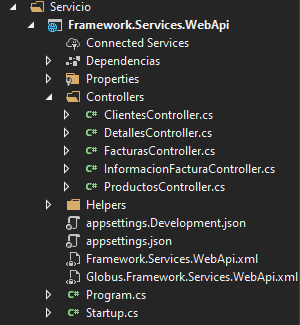 Servicio
Framework.Services.WebApi
Connected Services
Dependencias
Properties
Controllers
C# ClientesController.cs
C# DetallesController.cs
C# FacturasController.cs
C# InformacionFacturaController.cs
C# ProductosController.cs
Helpers
appsettings.Development.json
appsettings.json
Framework.Services.WebApi.xml
Globus.Framework.Services.WebApi.xml
C# Program.cs
C# Startup.cs